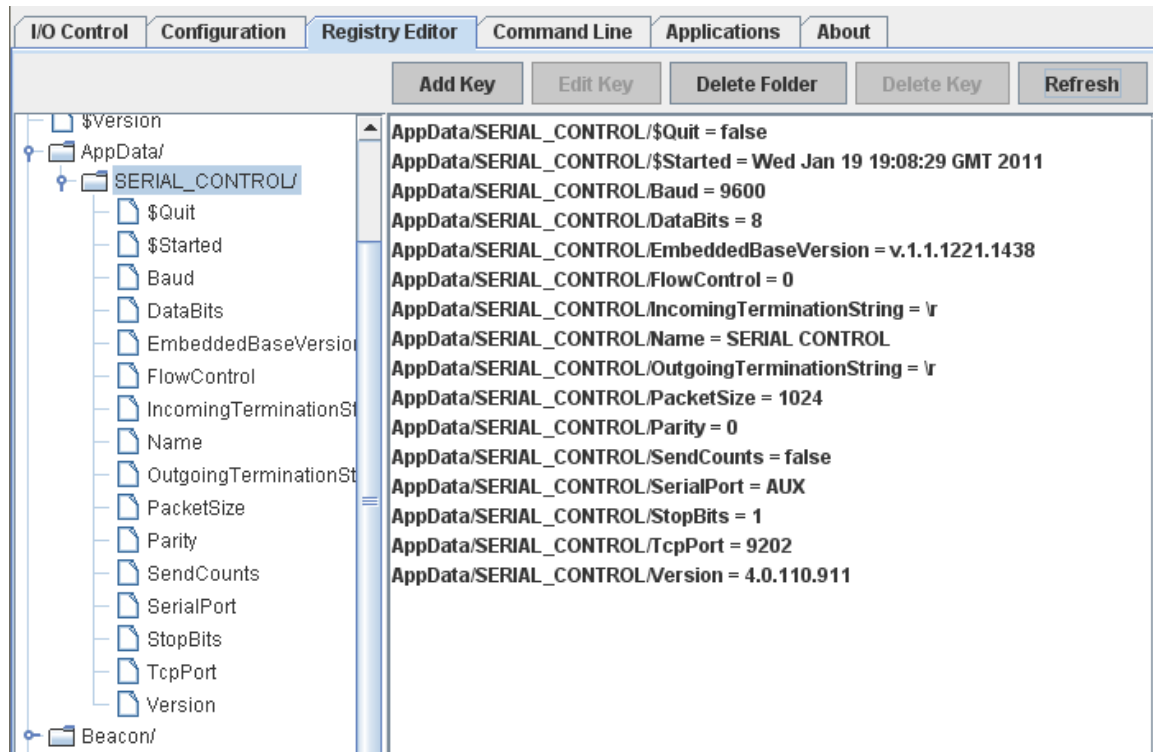 I/O Control Configuration Registry Editor Command Line Applications About
Add Key Edit Key Delete Folder Delete Key Refresh
$Version
AppData/
SERIAL_CONTROL/
$Quit
$Started
Baud
DataBits
EmbeddedBaseVersion
FlowControl
IncomingTerminationSt
Name
OutgoingTerminationSt
PacketSize
Parity
SendCounts
SerialPort
StopBits
TcpPort
Version
Beacon/
AppData/SERIAL_CONTROL/$Quit = false
AppData/SERIAL_CONTROL/$Started = Wed Jan 19 19:08:29 GMT 2011
AppData/SERIAL_CONTROL/Baud = 9600
AppData/SERIAL_CONTROL/DataBits = 8
AppData/SERIAL_CONTROL/EmbeddedBaseVersion = v.1.1.1221.1438
AppData/SERIAL_CONTROL/FlowControl = 0
AppData/SERIAL_CONTROL/IncomingTerminationString = \r
AppData/SERIAL_CONTROL/Name = SERIAL CONTROL
AppData/SERIAL_CONTROL/OutgoingTerminationString = \r
AppData/SERIAL_CONTROL/PacketSize = 1024
AppData/SERIAL_CONTROL/Parity = 0
AppData/SERIAL_CONTROL/SendCounts = false
AppData/SERIAL_CONTROL/SerialPort = AUX
AppData/SERIAL_CONTROL/StopBits = 1
AppData/SERIAL_CONTROL/TcpPort = 9202
AppData/SERIAL_CONTROL/Version = 4.0.110.911